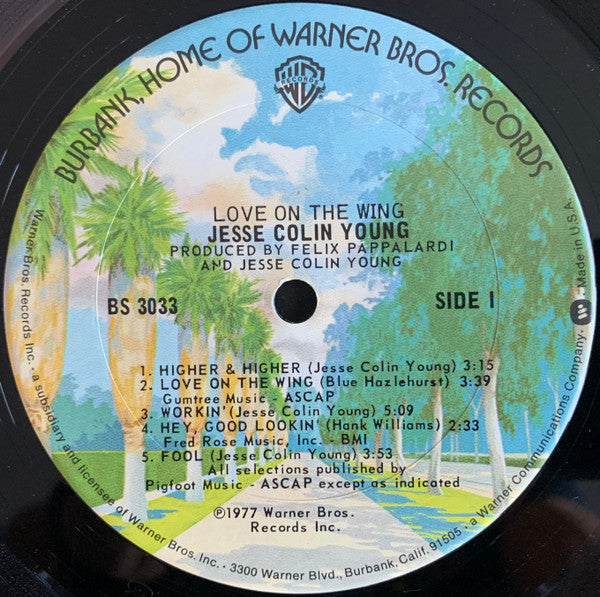 BURBANK, HOME OF WARNER BROS. RECORDS
WB
RECORDS
LOVE ON THE WING
JESSE COLIN YOUNG
PRODUCED BY FELIX PAPPALARDI
AND JESSE COLIN YOUNG
BS 3033
SIDE 1
1. HIGHER & HIGHER (Jesse Colin Young) 3:15
2. LOVE ON THE WING (Blue Hazlehurst) 3:39
Gumtree Music - ASCAP
3. WORKIN' (Jesse Colin Young) 5:09
4. HEY, GOOD LOOKIN' (Hank Williams) 2:33
Fred Rose Music, Inc. - BMI
5. FOOL (Jesse Colin Young) 3:53
All selections published by
Pigfoot Music - ASCAP except as indicated
℗1977 Warner Bros.
Records Inc.
Warner Bros. Records Inc. • a subsidiary and licensee of Warner Bros. Inc. • 3300 Warner Blvd., Burbank, Calif. 91505 • a Warner Communications Company. Made in U.S.A.